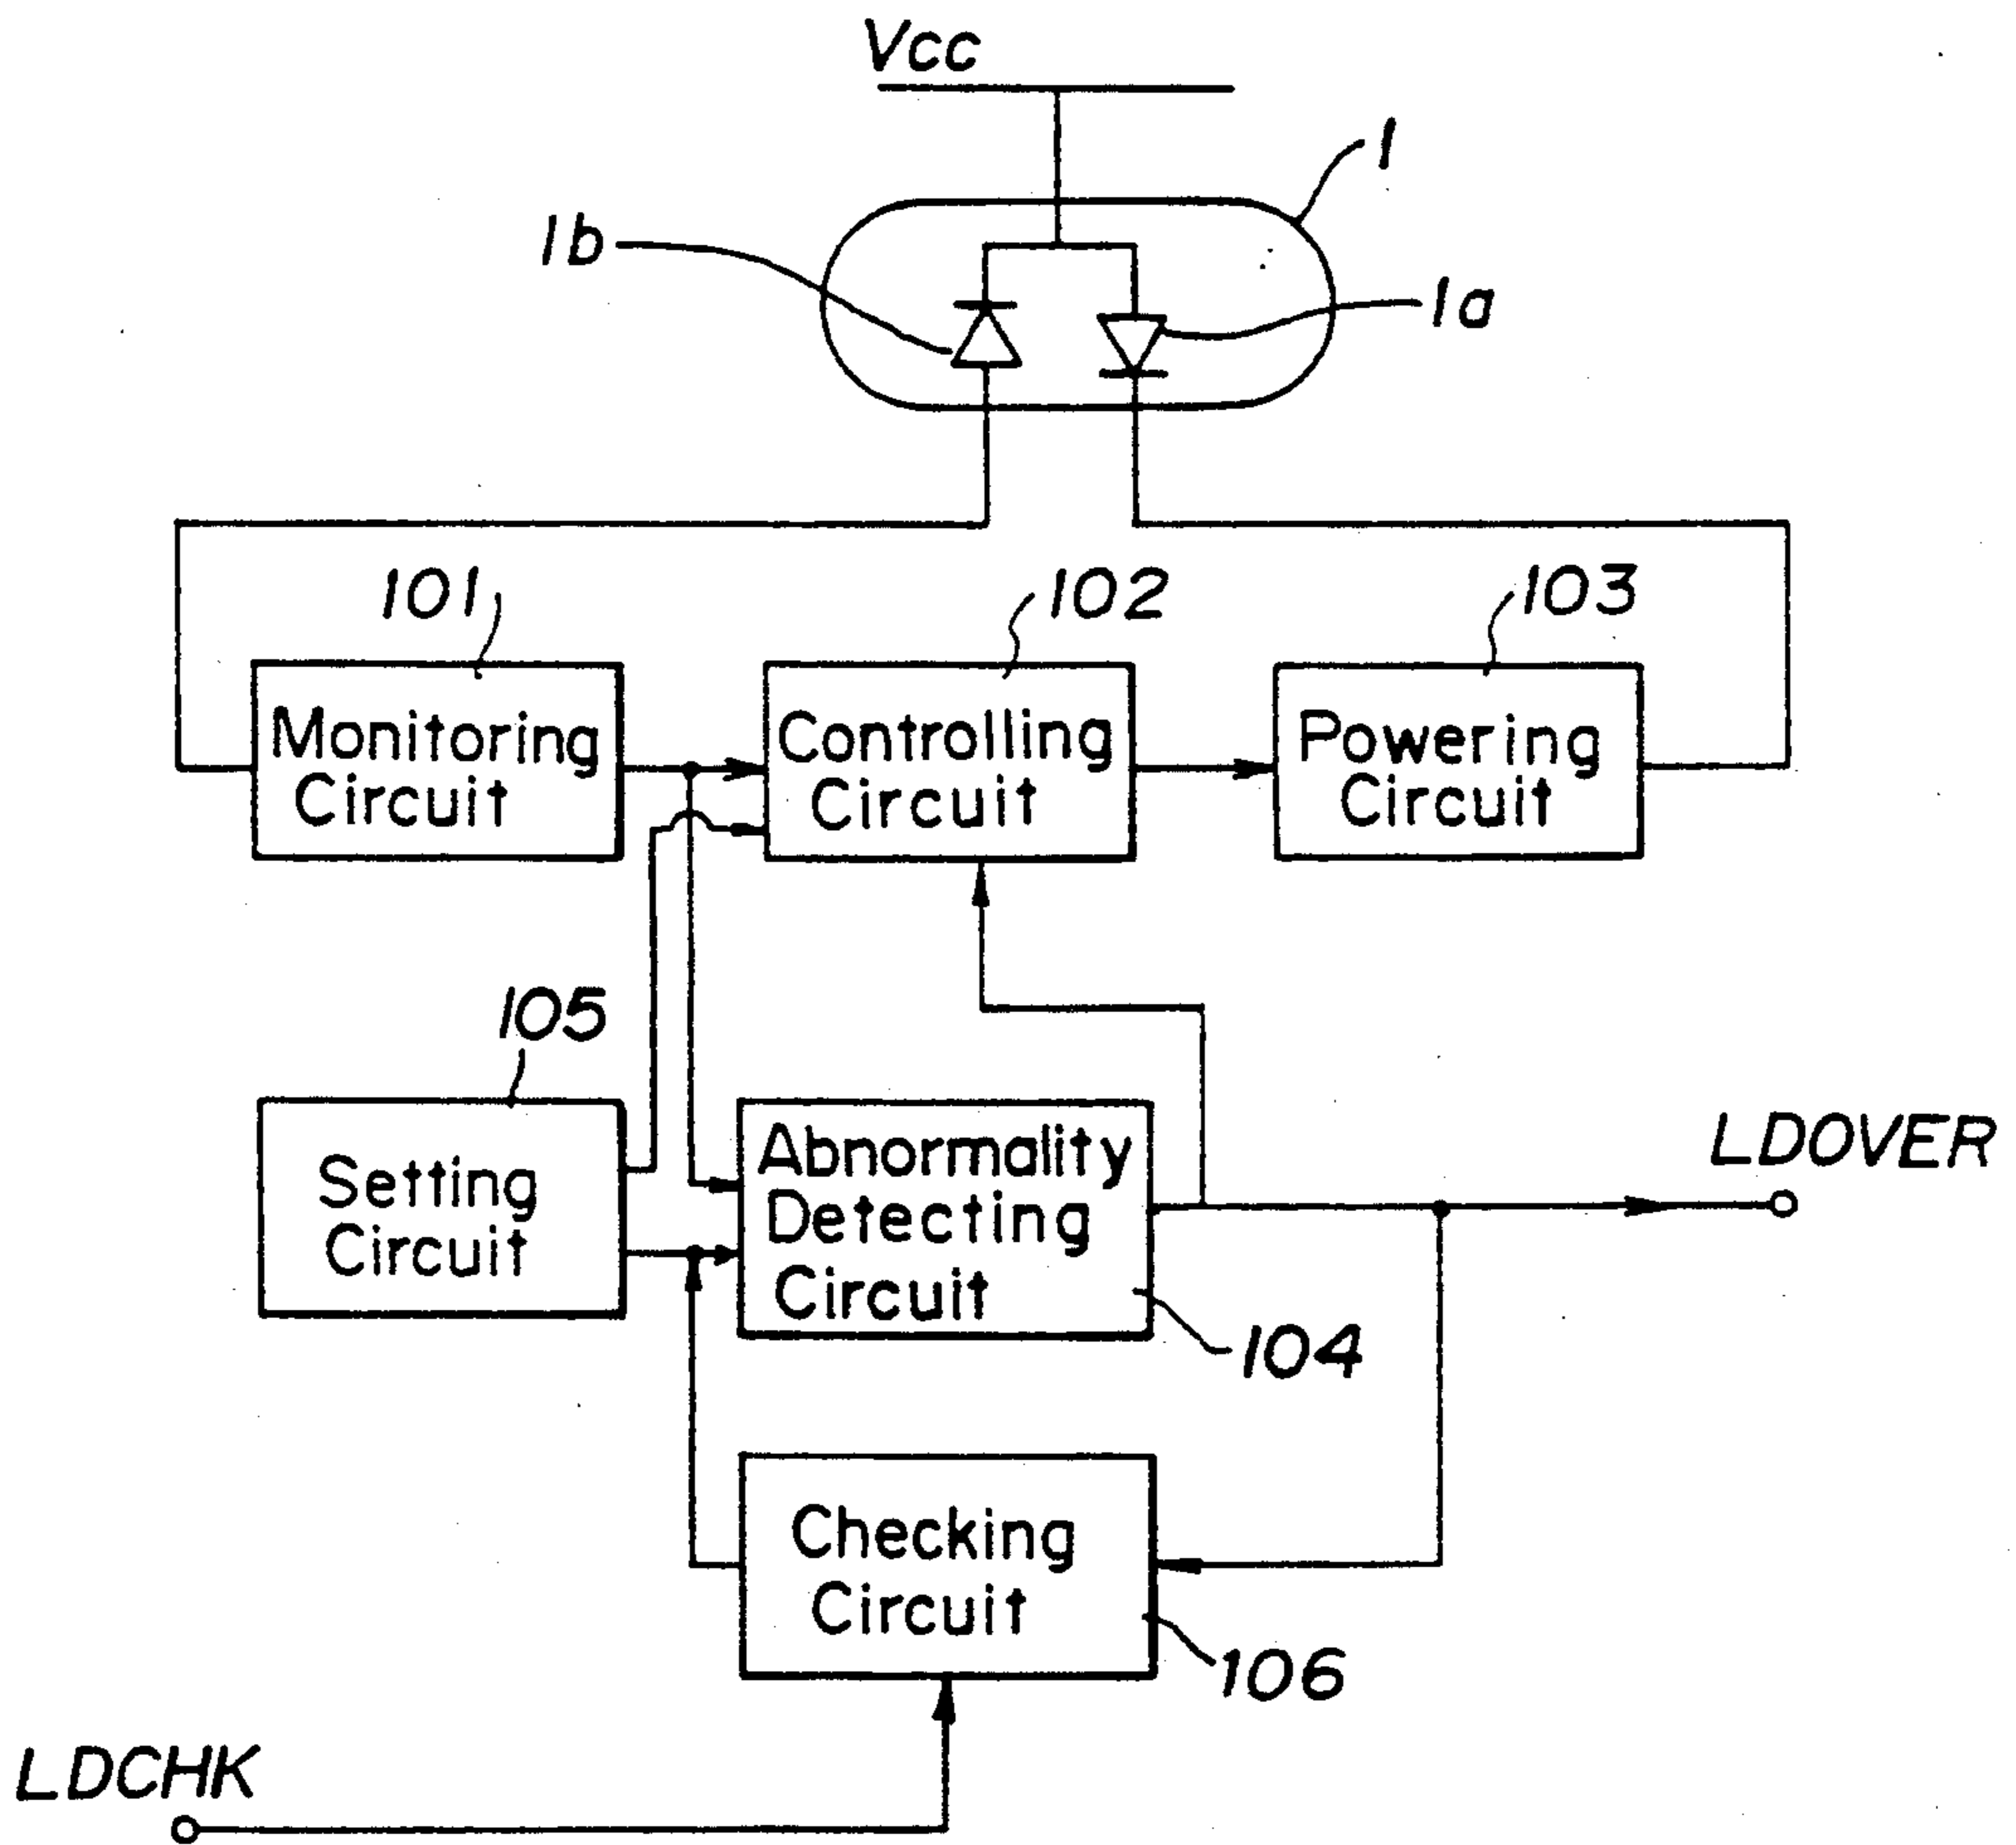 Vcc
1
1b
1a
101
102
103
Monitoring
Circuit
Controlling
Circuit
Powering
Circuit
105
Setting
Circuit
Abnormality
Detecting
Circuit
LDOVER
104
Checking
Circuit
106
LDCHK